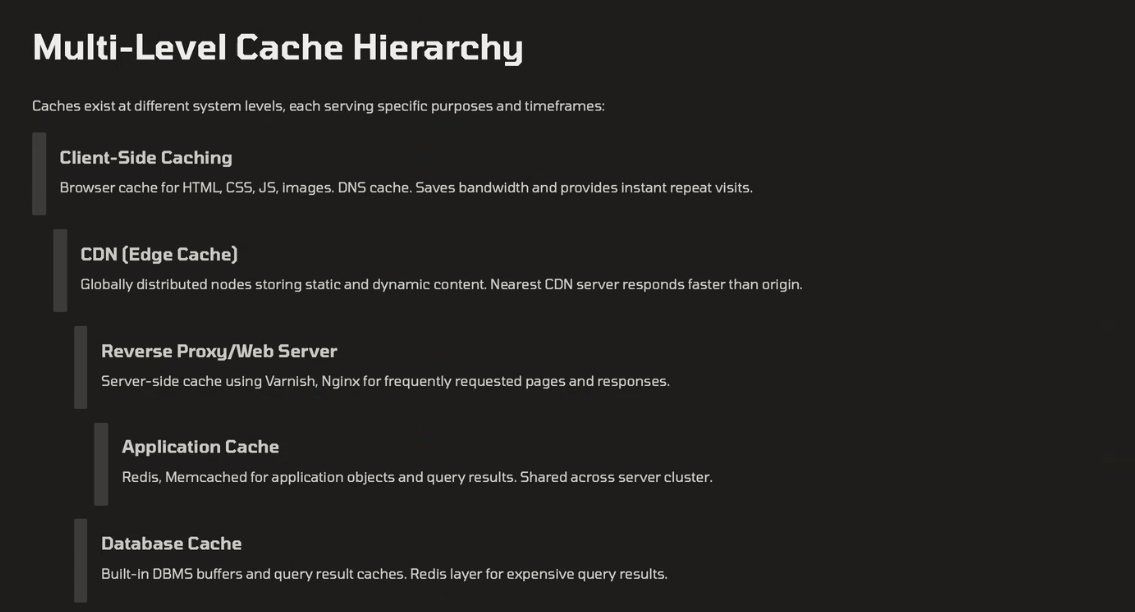 Multi-Level Cache Hierarchy
Caches exist at different system levels, each serving specific purposes and timeframes:
Client-Side Caching
Browser cache for HTML, CSS, JS, images. DNS cache. Saves bandwidth and provides instant repeat visits.
CDN (Edge Cache)
Globally distributed nodes storing static and dynamic content. Nearest CDN server responds faster than origin.
Reverse Proxy/Web Server
Server-side cache using Varnish, Nginx for frequently requested pages and responses.
Application Cache
Redis, Memcached for application objects and query results. Shared across server cluster.
Database Cache
Built-in DBMS buffers and query result caches. Redis layer for expensive query results.